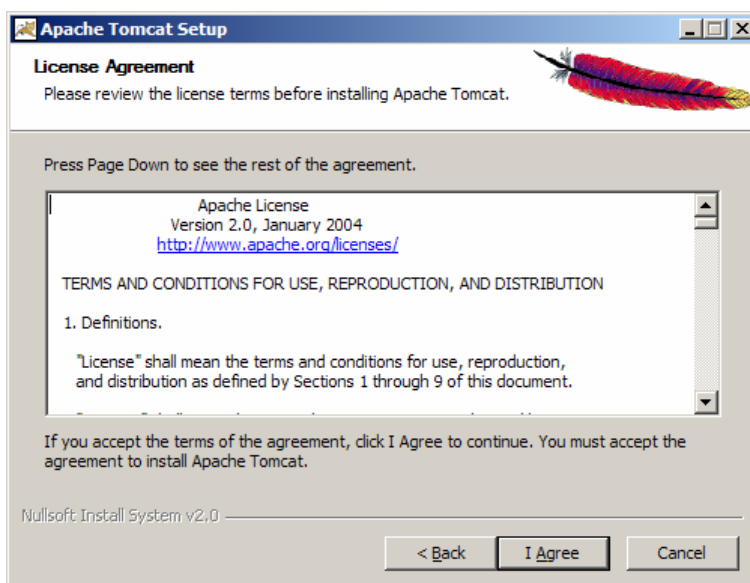 Apache Tomcat Setup
License Agreement
Please review the license terms before installing Apache Tomcat.
Press Page Down to see the rest of the agreement.
Apache License
Version 2.0, January 2004
http://www.apache.org/licenses/
TERMS AND CONDITIONS FOR USE, REPRODUCTION, AND DISTRIBUTION
1. Definitions.
"License" shall mean the terms and conditions for use, reproduction,
and distribution as defined by Sections 1 through 9 of this document.
If you accept the terms of the agreement, click I Agree to continue. You must accept the
agreement to install Apache Tomcat.
Nullsoft Install System v2.0
< Back I Agree Cancel